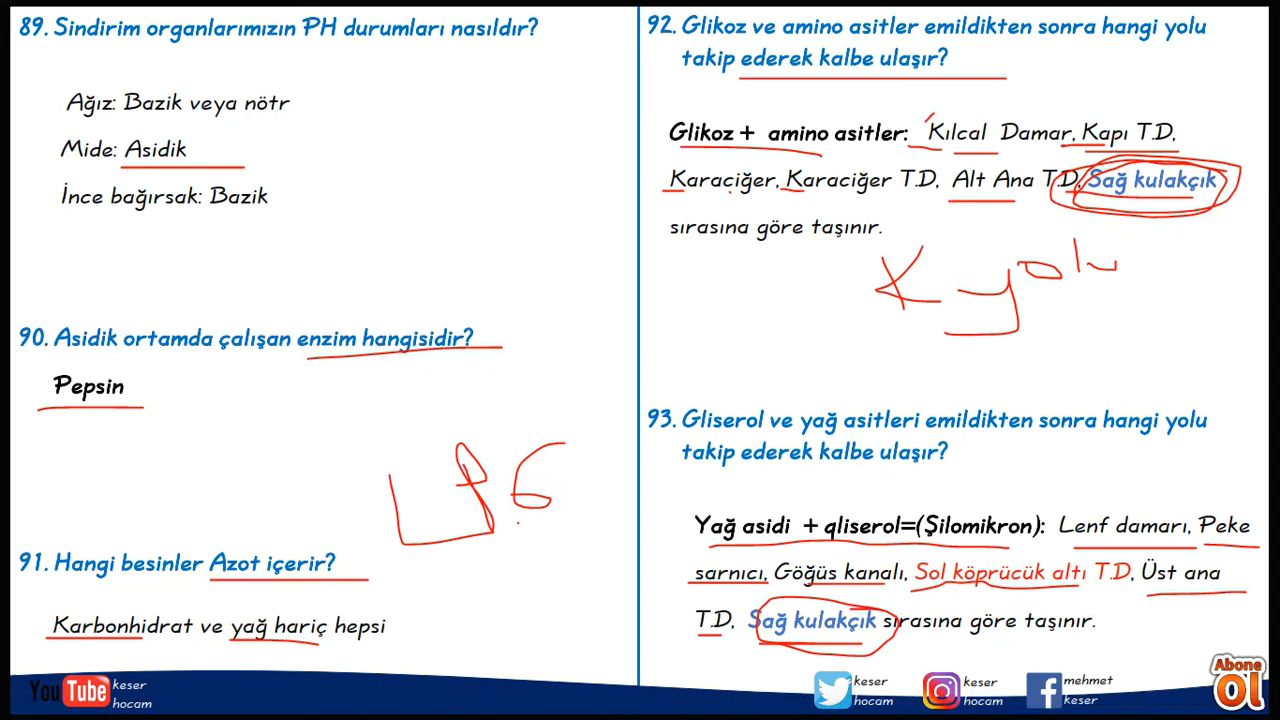 89. Sindirim organlarımızın PH durumları nasıldır?
Ağız: Bazik veya nötr
Mide: Asidik
İnce bağırsak: Bazik
90. Asidik ortamda çalışan enzim hangisidir?
Pepsin
91. Hangi besinler Azot içerir?
Karbonhidrat ve yağ hariç hepsi
92. Glikoz ve amino asitler emildikten sonra hangi yolu
takip ederek kalbe ulaşır?
Glikoz + amino asitler: Kılcal Damar, Kapı T.D,
Karaciğer, Karaciğer T.D, Alt Ana T.D, Sağ kulakçık
sırasına göre taşınır.
K yolu
93. Gliserol ve yağ asitleri emildikten sonra hangi yolu
takip ederek kalbe ulaşır?
Yağ asidi + qliserol=(Şilomikron): Lenf damarı, Peke
sarnıcı, Göğüs kanalı, Sol köprücük altı T.D, Üst ana
T.D, Sağ kulakçık sırasına göre taşınır.
YouTube keser
hocam
keser
hocam
keser
hocam
mehmet
keser
Abone
OL